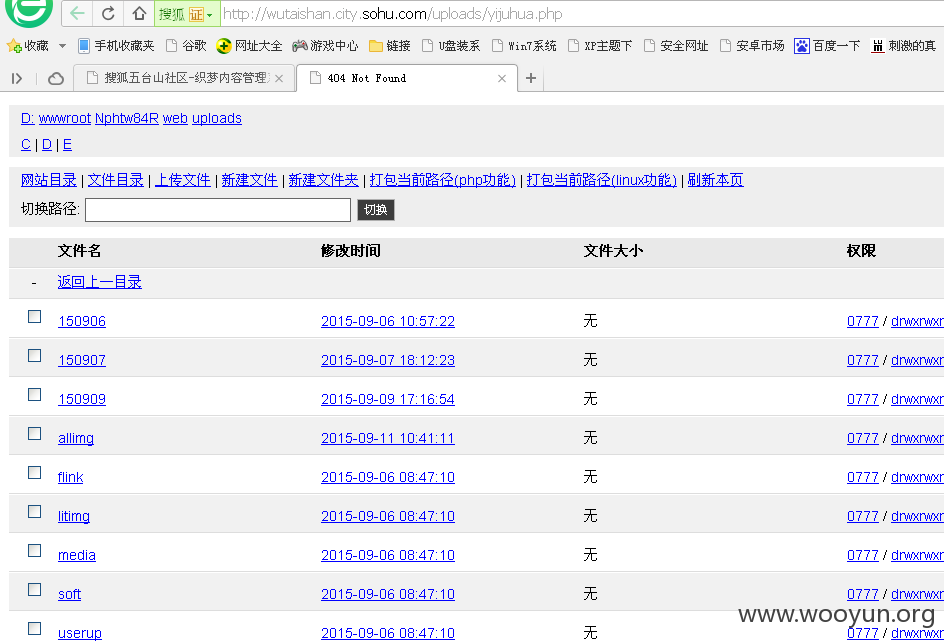 搜狐 证 http://wutaishan.city.sohu.com/uploads/yijuhua.php
收藏 手机收藏夹 谷歌 网址大全 游戏中心 链接 U盘装系 Win7系统 XP主题下 安全网址 安卓市场 百度一下 刺激的真
搜狐五台山社区-织梦内容管理 404 Not Found
D: wwwroot Nphtw84R web uploads
C | D | E
网站目录 | 文件目录 | 上传文件 | 新建文件 | 新建文件夹 | 打包当前路径(php功能) | 打包当前路径(linux功能) | 刷新本页
切换路径: 切换
文件名 修改时间 文件大小 权限
- 返回上一目录
150906 2015-09-06 10:57:22 无 0777 / drwxrwxr
150907 2015-09-07 18:12:23 无 0777 / drwxrwxr
150909 2015-09-09 17:16:54 无 0777 / drwxrwxr
allimg 2015-09-11 10:41:11 无 0777 / drwxrwxr
flink 2015-09-06 08:47:10 无 0777 / drwxrwxr
litimg 2015-09-06 08:47:10 无 0777 / drwxrwxr
media 2015-09-06 08:47:10 无 0777 / drwxrwxr
soft 2015-09-06 08:47:10 无 0777 / drwxrwxr
userup 2015-09-06 08:47:10 无 0777 / drwxrwxr
www.wooyun.org